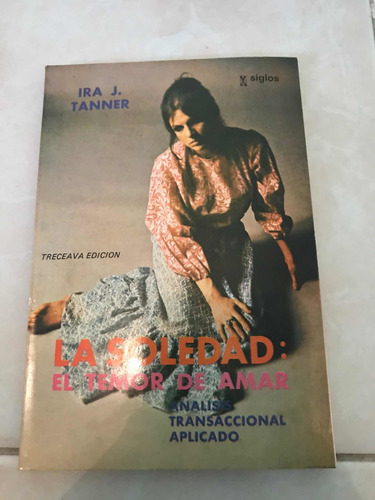 IRA J.
TANNER
siglos
TRECEAVA EDICION
LA SOLEDAD:
EL TEMOR DE AMAR
ANALISIS
TRANSACCIONAL
APLICADO